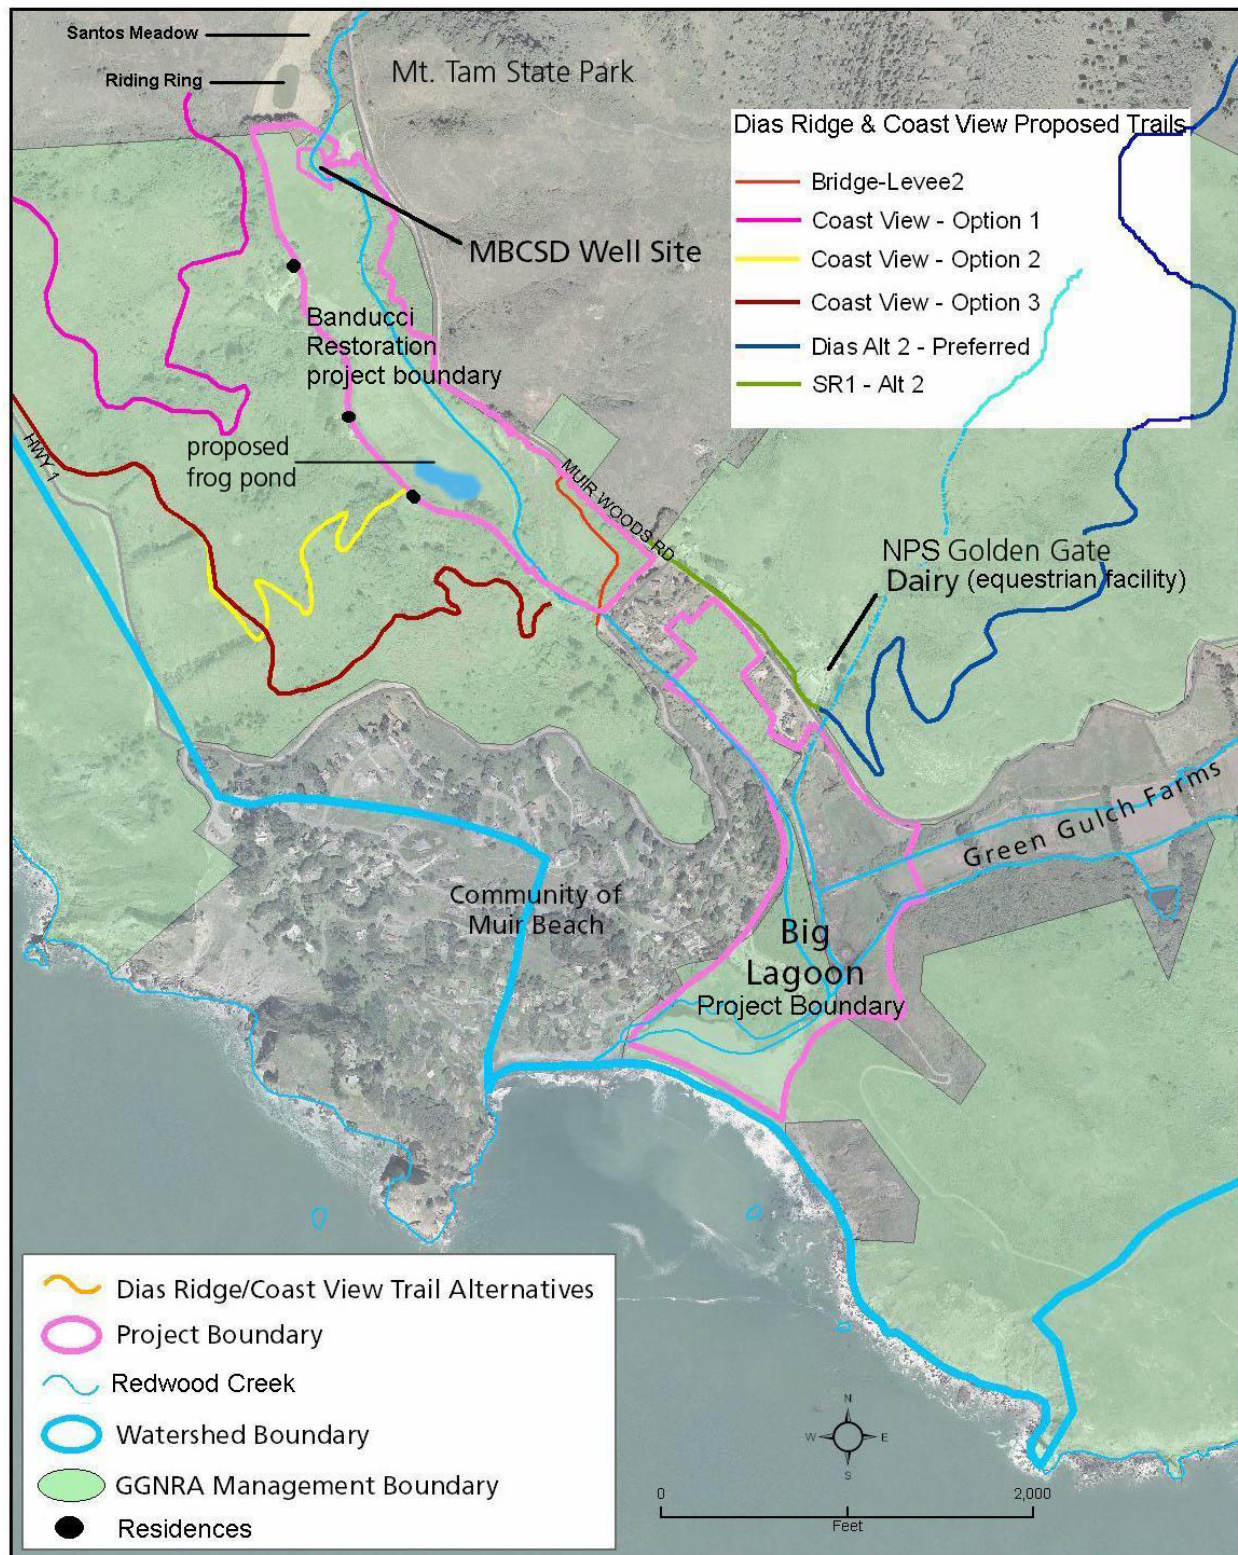 Santos Meadow
Riding Ring
Mt. Tam State Park
Dias Ridge & Coast View Proposed Trails
Bridge-Levee2
Coast View - Option 1
Coast View - Option 2
Coast View - Option 3
Dias Alt 2 - Preferred
SR1 - Alt 2
MBCSD Well Site
Banducci
Restoration
project boundary
proposed
frog pond
HWY 1
MUIR WOODS RD
NPS Golden Gate
Dairy (equestrian facility)
Green Gulch Farms
Community of
Muir Beach
Big
Lagoon
Project Boundary
Dias Ridge/Coast View Trail Alternatives
Project Boundary
Redwood Creek
Watershed Boundary
GGNRA Management Boundary
Residences
N
W E
S
0 2,000
Feet